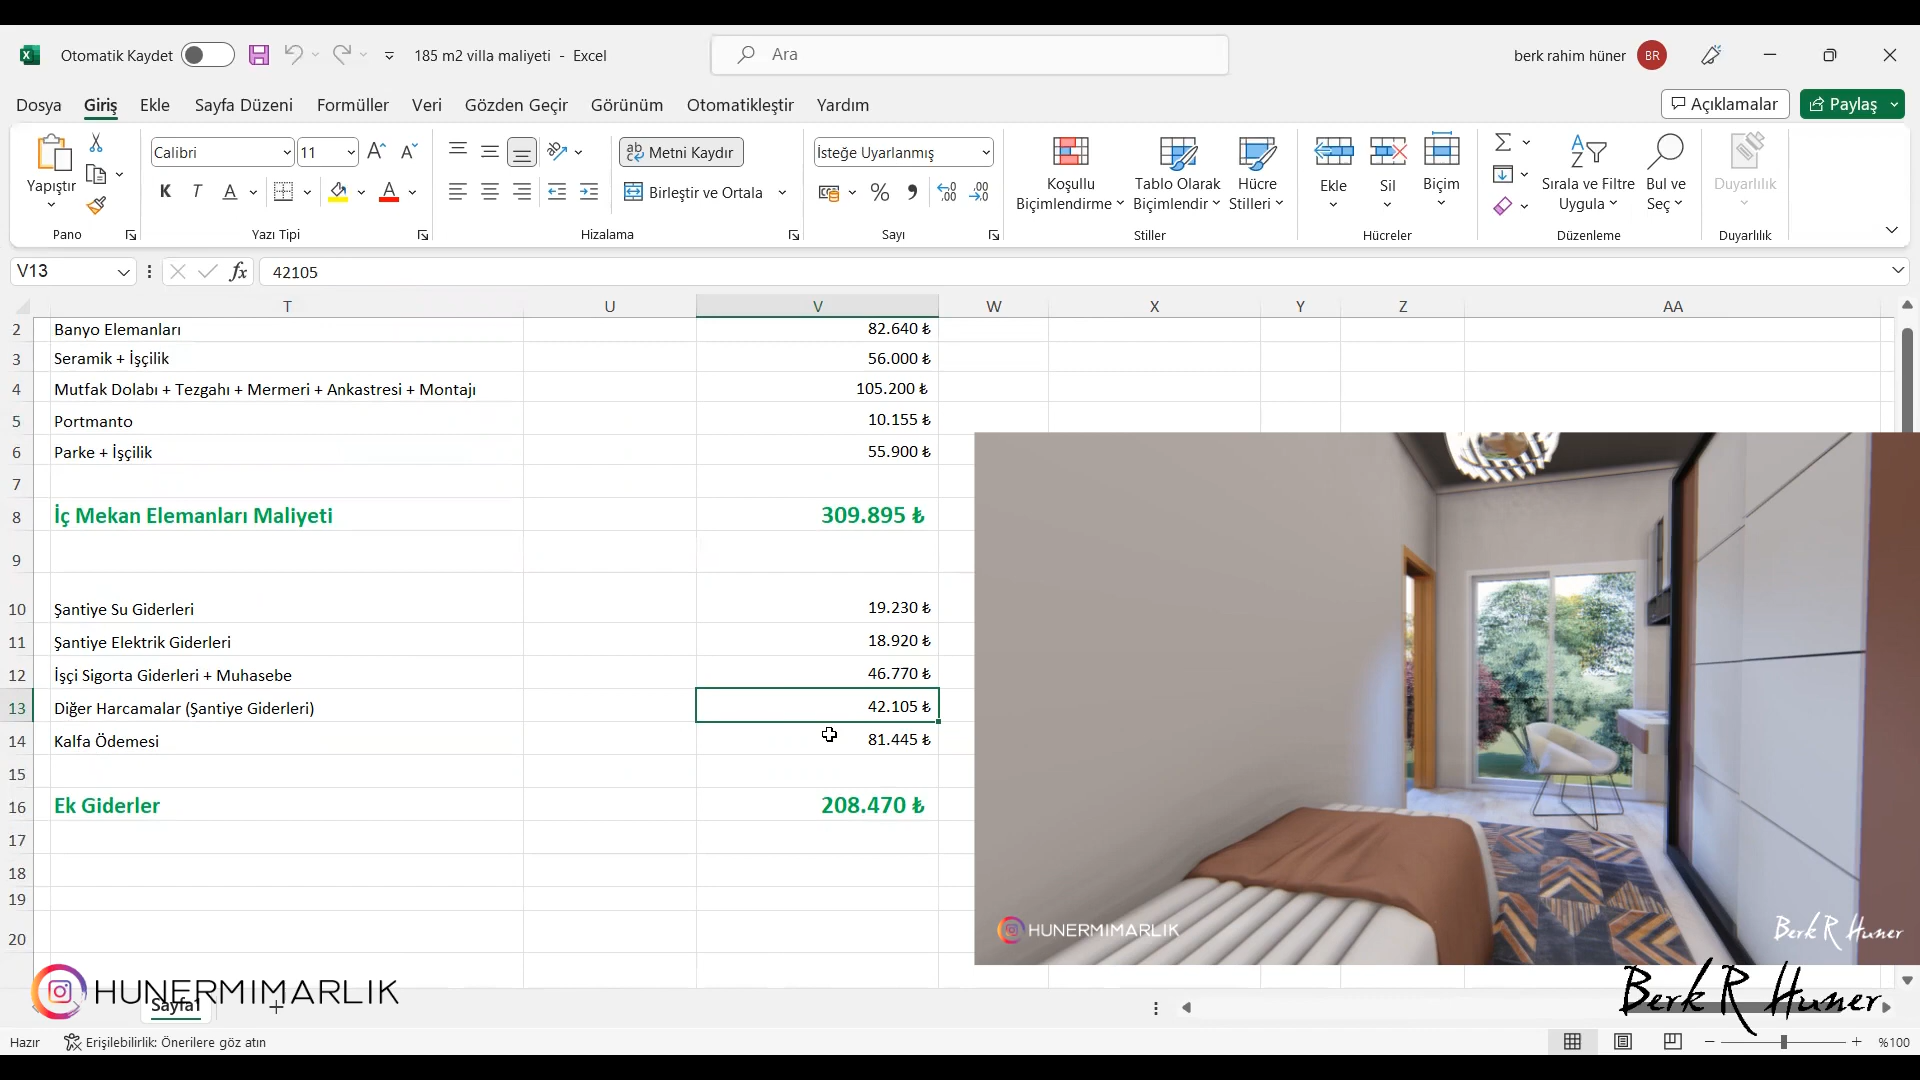 Otomatik Kaydet
185 m2 villa maliyeti - Excel
Ara
berk rahim hüner BR
Dosya Giriş Ekle Sayfa Düzeni Formüller Veri Gözden Geçir Görünüm Otomatikleştir Yardım
Açıklamalar
Paylaş
Yapıştır
Calibri 11
K T A
A
Pano
Yazı Tipi
ab Metni Kaydır
Birleştir ve Ortala
Hizalama
İsteğe Uyarlanmış
Sayı
Koşullu
Biçimlendirme
Tablo Olarak
Biçimlendir
Hücre
Stilleri
Stiller
Ekle
Sil
Biçim
Hücreler
Sırala ve Filtre
Uygula
Bul ve
Seç
Düzenleme
Duyarlılık
Duyarlılık
V13 fx 42105
T U V W X Y Z AA
2 Banyo Elemanları 82.640 ₺
3 Seramik + İşçilik 56.000 ₺
4 Mutfak Dolabı + Tezgahı + Mermeri + Ankastresi + Montajı 105.200 ₺
5 Portmanto 10.155 ₺
6 Parke + İşçilik 55.900 ₺
7
8 İç Mekan Elemanları Maliyeti 309.895 ₺
9
10 Şantiye Su Giderleri 19.230 ₺
11 Şantiye Elektrik Giderleri 18.920 ₺
12 İşçi Sigorta Giderleri + Muhasebe 46.770 ₺
13 Diğer Harcamalar (Şantiye Giderleri) 42.105 ₺
14 Kalfa Ödemesi 81.445 ₺
15
16 Ek Giderler 208.470 ₺
17
18
19
20
HUNERMIMARLIK
Berk R Huner
HUNERMIMARLIK
Berk R Huner
Sayfa1
Hazır
Erişilebilirlik: Önerilere göz atın
%100